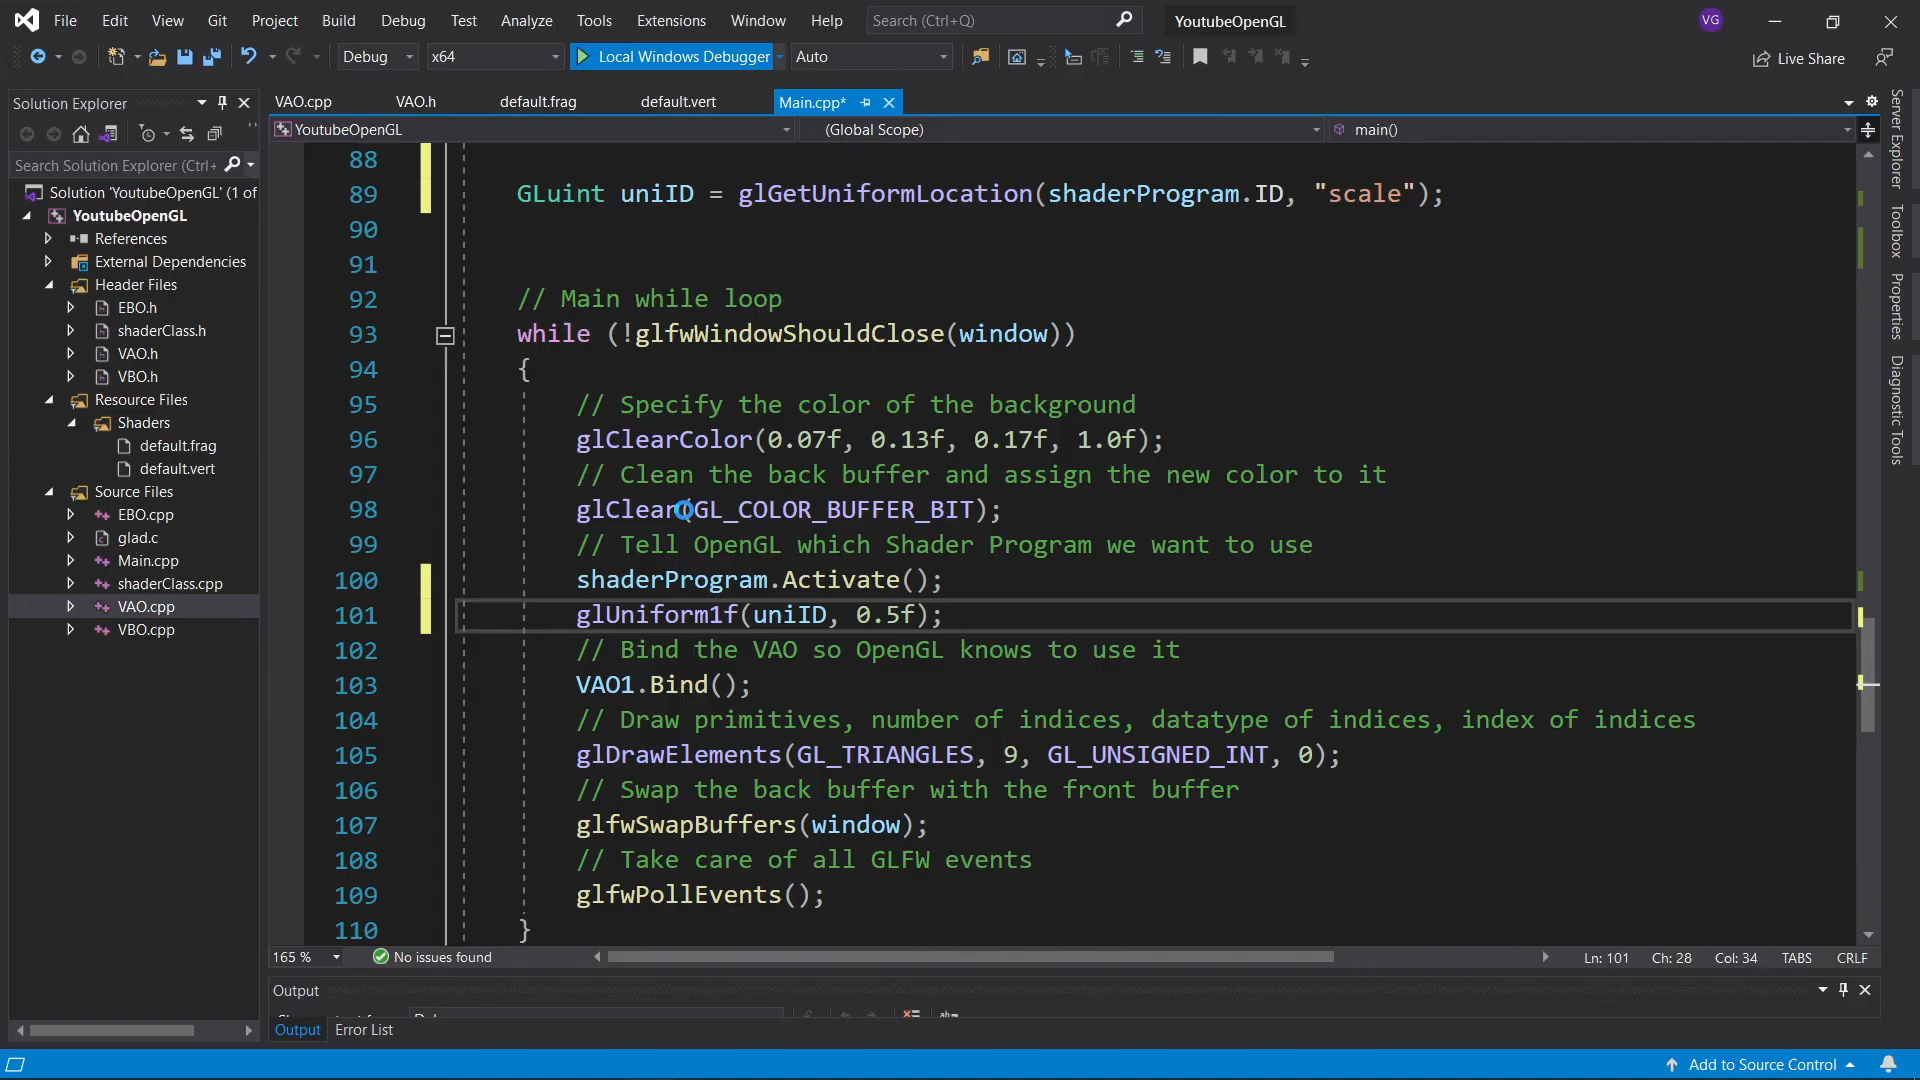 File Edit View Git Project Build Debug Test Analyze Tools Extensions Window Help Search (Ctrl+Q) YoutubeOpenGL VG
Debug x64 Local Windows Debugger Auto Live Share
Solution Explorer
Search Solution Explorer (Ctrl+
Solution 'YoutubeOpenGL' (1 of
YoutubeOpenGL
References
External Dependencies
Header Files
EBO.h
shaderClass.h
VAO.h
VBO.h
Resource Files
Shaders
default.frag
default.vert
Source Files
EBO.cpp
glad.c
Main.cpp
shaderClass.cpp
VAO.cpp
VBO.cpp
VAO.cpp VAO.h default.frag default.vert Main.cpp*
YoutubeOpenGL (Global Scope) main()
88
89 GLuint uniID = glGetUniformLocation(shaderProgram.ID, "scale");
90
91
92 // Main while loop
93 while (!glfwWindowShouldClose(window))
94 {
95 // Specify the color of the background
96 glClearColor(0.07f, 0.13f, 0.17f, 1.0f);
97 // Clean the back buffer and assign the new color to it
98 glClear(GL_COLOR_BUFFER_BIT);
99 // Tell OpenGL which Shader Program we want to use
100 shaderProgram.Activate();
101 glUniform1f(uniID, 0.5f);
102 // Bind the VAO so OpenGL knows to use it
103 VAO1.Bind();
104 // Draw primitives, number of indices, datatype of indices, index of indices
105 glDrawElements(GL_TRIANGLES, 9, GL_UNSIGNED_INT, 0);
106 // Swap the back buffer with the front buffer
107 glfwSwapBuffers(window);
108 // Take care of all GLFW events
109 glfwPollEvents();
110 }
165 % No issues found Ln: 101 Ch: 28 Col: 34 TABS CRLF
Output
Output Error List
Add to Source Control
Server Explorer
Toolbox
Properties
Diagnostic Tools